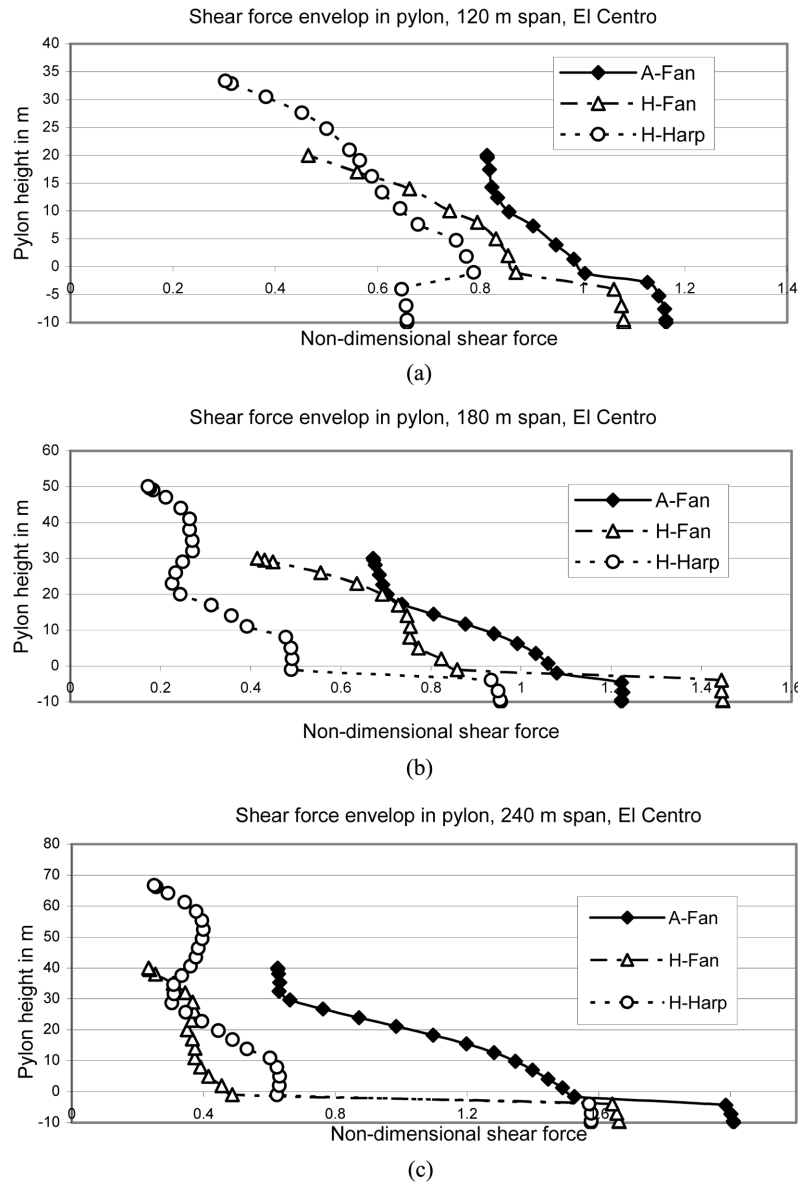 Shear force envelop in pylon, 120 m span, El Centro
40
35
30
25
20
15
10
5
0
-5
-10
Pylon height in m
A-Fan
H-Fan
H-Harp
0 0.2 0.4 0.6 0.8 1 1.2 1.4
Non-dimensional shear force
(a)
Shear force envelop in pylon, 180 m span, El Centro
60
50
40
30
20
10
0
-10
Pylon height in m
A-Fan
H-Fan
H-Harp
0 0.2 0.4 0.6 0.8 1 1.2 1.4 1.6
Non-dimensional shear force
(b)
Shear force envelop in pylon, 240 m span, El Centro
80
70
60
50
40
30
20
10
0
-10
Pylon height in m
A-Fan
H-Fan
H-Harp
0 0.4 0.8 1.2
Non-dimensional shear force
(c)